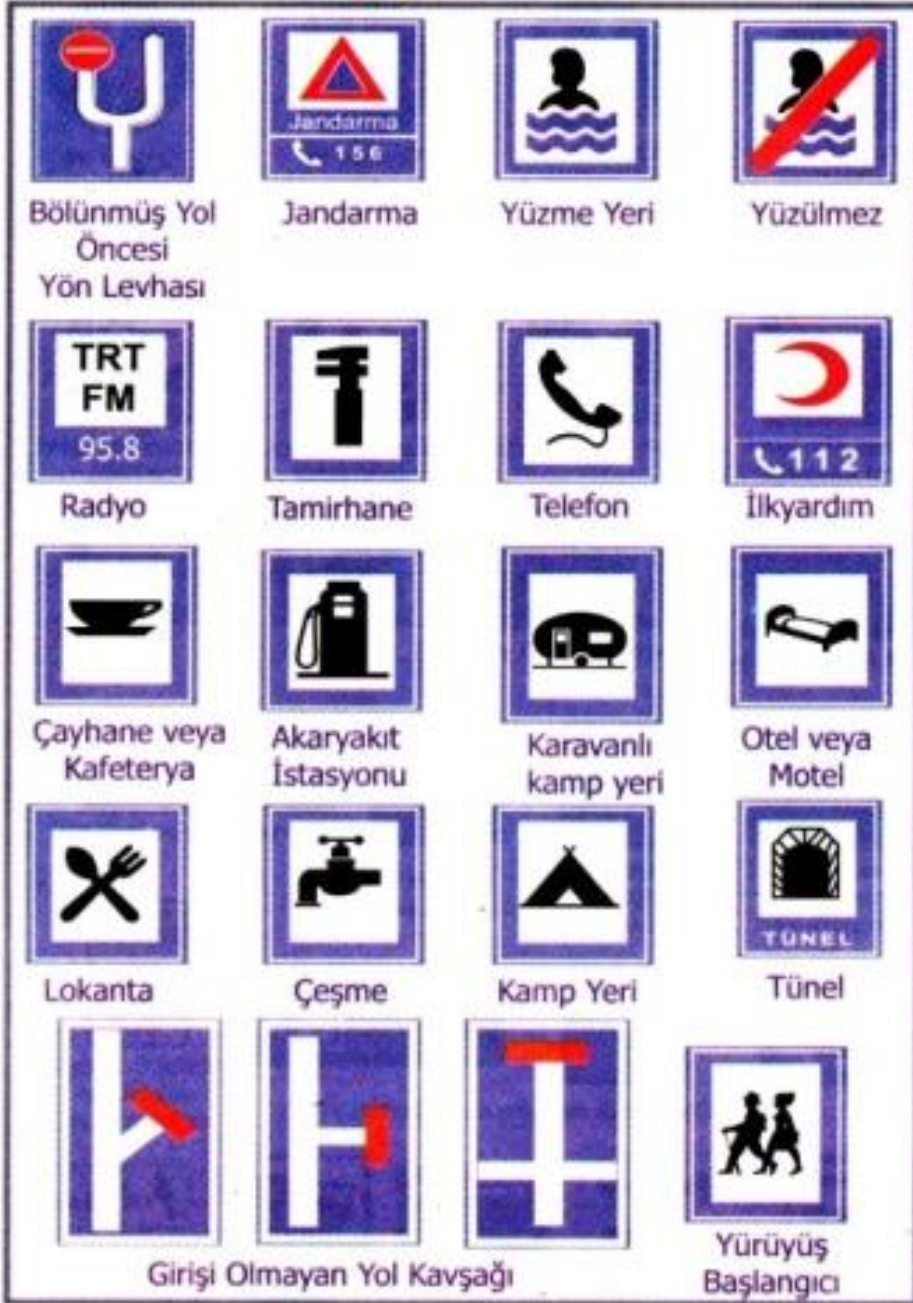 Jandarma
156
Bölünmüş Yol
Öncesi
Yön Levhası
Jandarma
Yüzme Yeri
Yüzülmez
TRT
FM
95.8
112
Radyo
Tamirhane
Telefon
İlkyardım
Çayhane veya
Kafeterya
Akaryakıt
İstasyonu
Karavanlı
kamp yeri
Otel veya
Motel
TÜNEL
Lokanta
Çeşme
Kamp Yeri
Tünel
Girişi Olmayan Yol Kavşağı
Yürüyüş
Başlangıcı